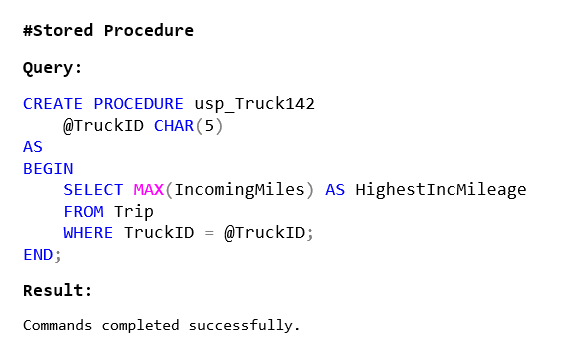 #Stored Procedure
Query:
CREATE PROCEDURE usp_Truck142
    @TruckID CHAR(5)
AS
BEGIN
    SELECT MAX(IncomingMiles) AS HighestIncMileage
    FROM Trip
    WHERE TruckID = @TruckID;
END;
Result:
Commands completed successfully.